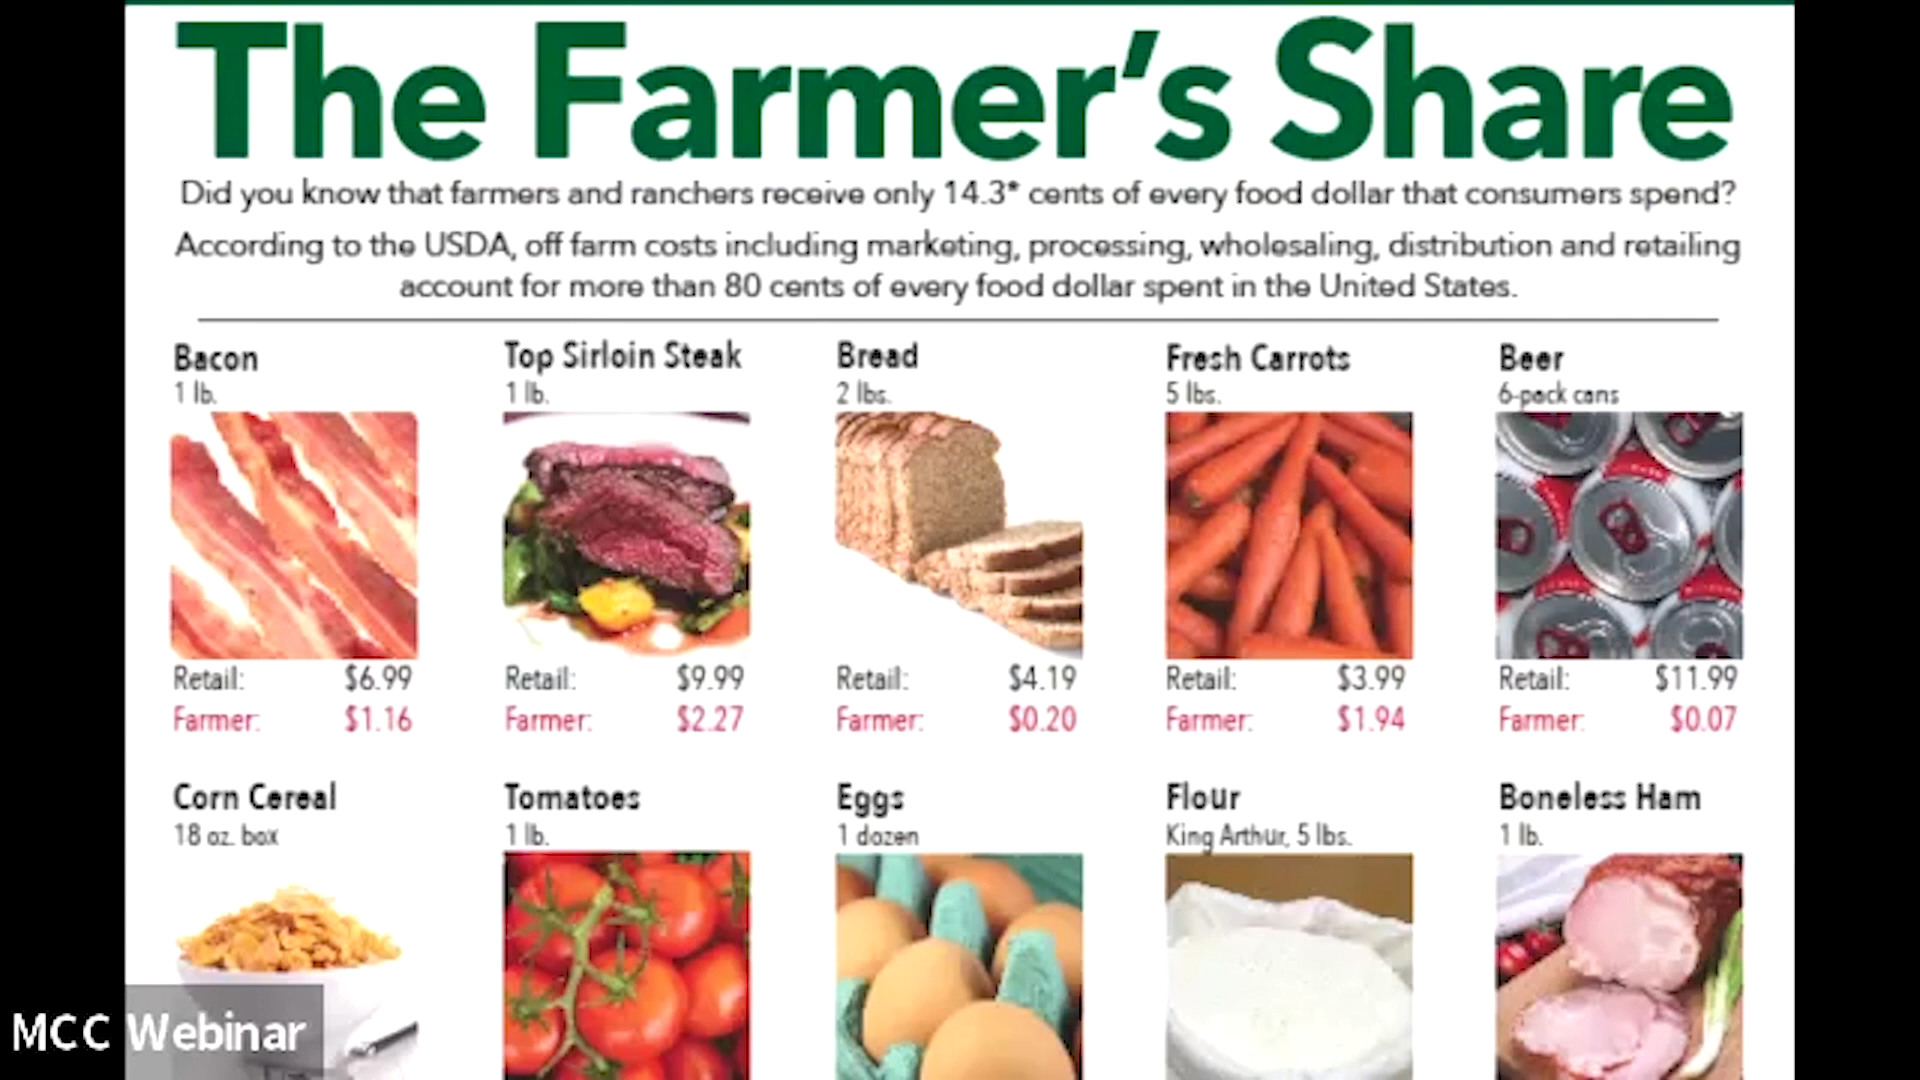 The Farmer's Share
Did you know that farmers and ranchers receive only 14.3* cents of every food dollar that consumers spend?
According to the USDA, off farm costs including marketing, processing, wholesaling, distribution and retailing
account for more than 80 cents of every food dollar spent in the United States.
Bacon
1 lb.
Retail: $6.99
Farmer: $1.16
Top Sirloin Steak
1 lb.
Retail: $9.99
Farmer: $2.27
Bread
2 lbs.
Retail: $4.19
Farmer: $0.20
Fresh Carrots
5 lbs.
Retail: $3.99
Farmer: $1.94
Beer
6-pack cans
Retail: $11.99
Farmer: $0.07
Corn Cereal
18 oz. box
Tomatoes
1 lb.
Eggs
1 dozen
Flour
King Arthur, 5 lbs.
Boneless Ham
1 lb.
MCC Webinar